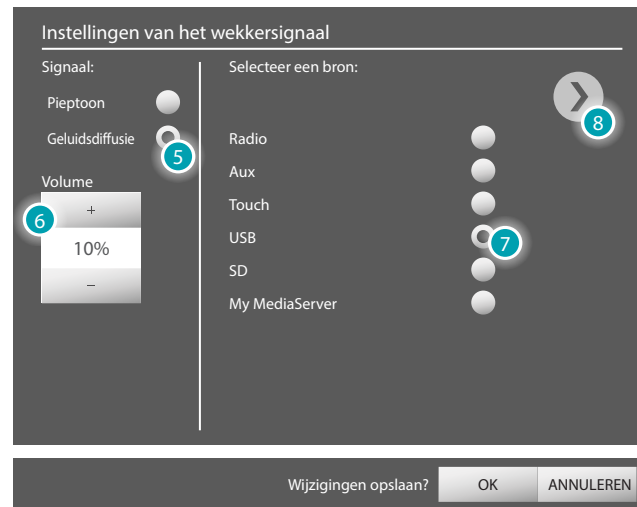 Instellingen van het wekkersignaal
Signaal:
Pieptoon
Geluidsdiffusie
5
Volume
6
+
10%
–
Selecteer een bron:
8
Radio
Aux
Touch
USB
7
SD
My MediaServer
Wijzigingen opslaan?
OK
ANNULEREN